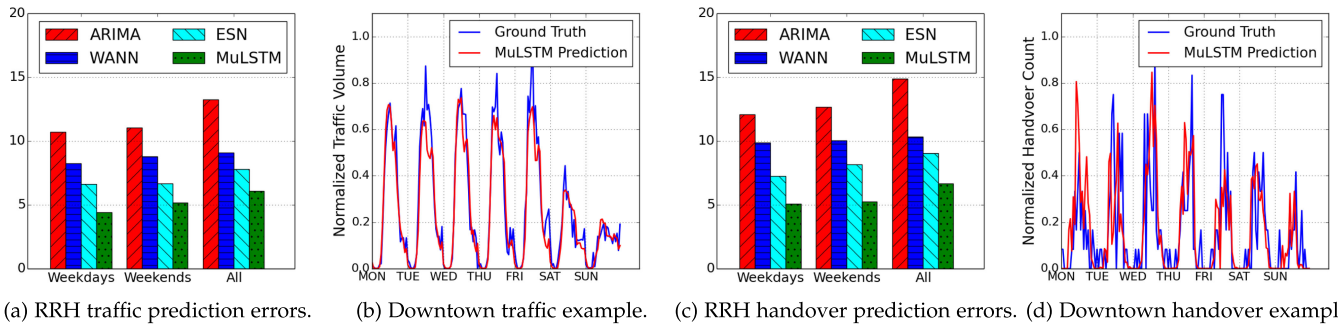 20
15
10
5
0
ARIMA
WANN
ESN
MuLSTM
Weekdays
Weekends
All
(a) RRH traffic prediction errors.
Normalized Traffic Volume
1.0
0.8
0.6
0.4
0.2
0.0
Ground Truth
MuLSTM Prediction
MON TUE WED THU FRI SAT SUN
(b) Downtown traffic example.
20
15
10
5
0
ARIMA
WANN
ESN
MuLSTM
Weekdays
Weekends
All
(c) RRH handover prediction errors.
Normalized Handvoer Count
1.0
0.8
0.6
0.4
0.2
0.0
Ground Truth
MuLSTM Prediction
MON TUE WED THU FRI SAT SUN
(d) Downtown handover exampl